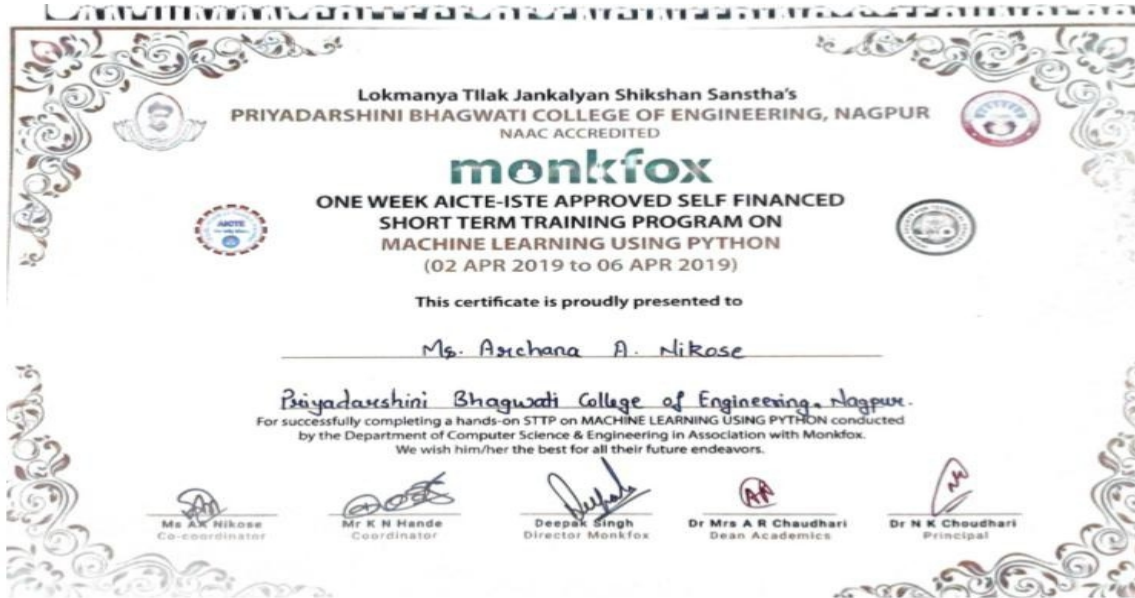 Lokmanya TIlak Jankalyan Shikshan Sanstha's
PRIYADARSHINI BHAGWATI COLLEGE OF ENGINEERING, NAGPUR
NAAC ACCREDITED
monkfox
ONE WEEK AICTE-ISTE APPROVED SELF FINANCED
SHORT TERM TRAINING PROGRAM ON
MACHINE LEARNING USING PYTHON
(02 APR 2019 to 06 APR 2019)
AICTE
This certificate is proudly presented to
Ms. Archana A. Nikose
Priyadarshini Bhagwati College of Engineering, Nagpur.
For successfully completing a hands-on STTP on MACHINE LEARNING USING PYTHON conducted
by the Department of Computer Science & Engineering in Association with Monkfox.
We wish him/her the best for all their future endeavors.
Deepak
Ms AA Nikose Mr K N Hande Deepak Singh Dr Mrs A R Chaudhari Dr N K Choudhari
Co-coordinator Coordinator Director Monkfox Dean Academics Principal